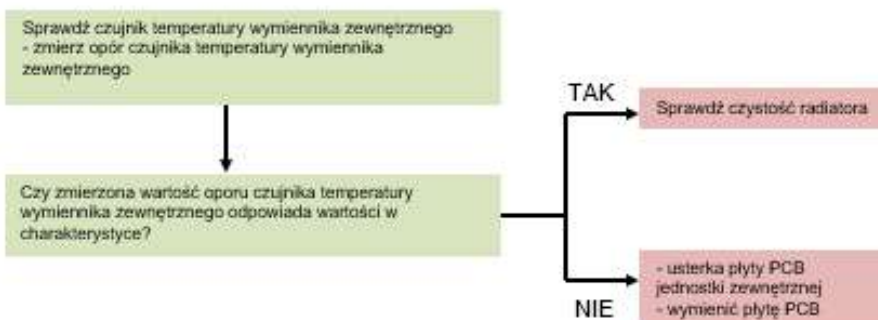 Sprawdź czujnik temperatury wymiennika zewnętrznego
- zmierz opór czujnika temperatury wymiennika
zewnętrznego
TAK
Sprawdź czystość radiatora
Czy zmierzona wartość oporu czujnika temperatury
wymiennika zewnętrznego odpowiada wartości w
charakterystyce?
NIE
- usterka płyty PCB
jednostki zewnętrznej
- wymienić płytę PCB